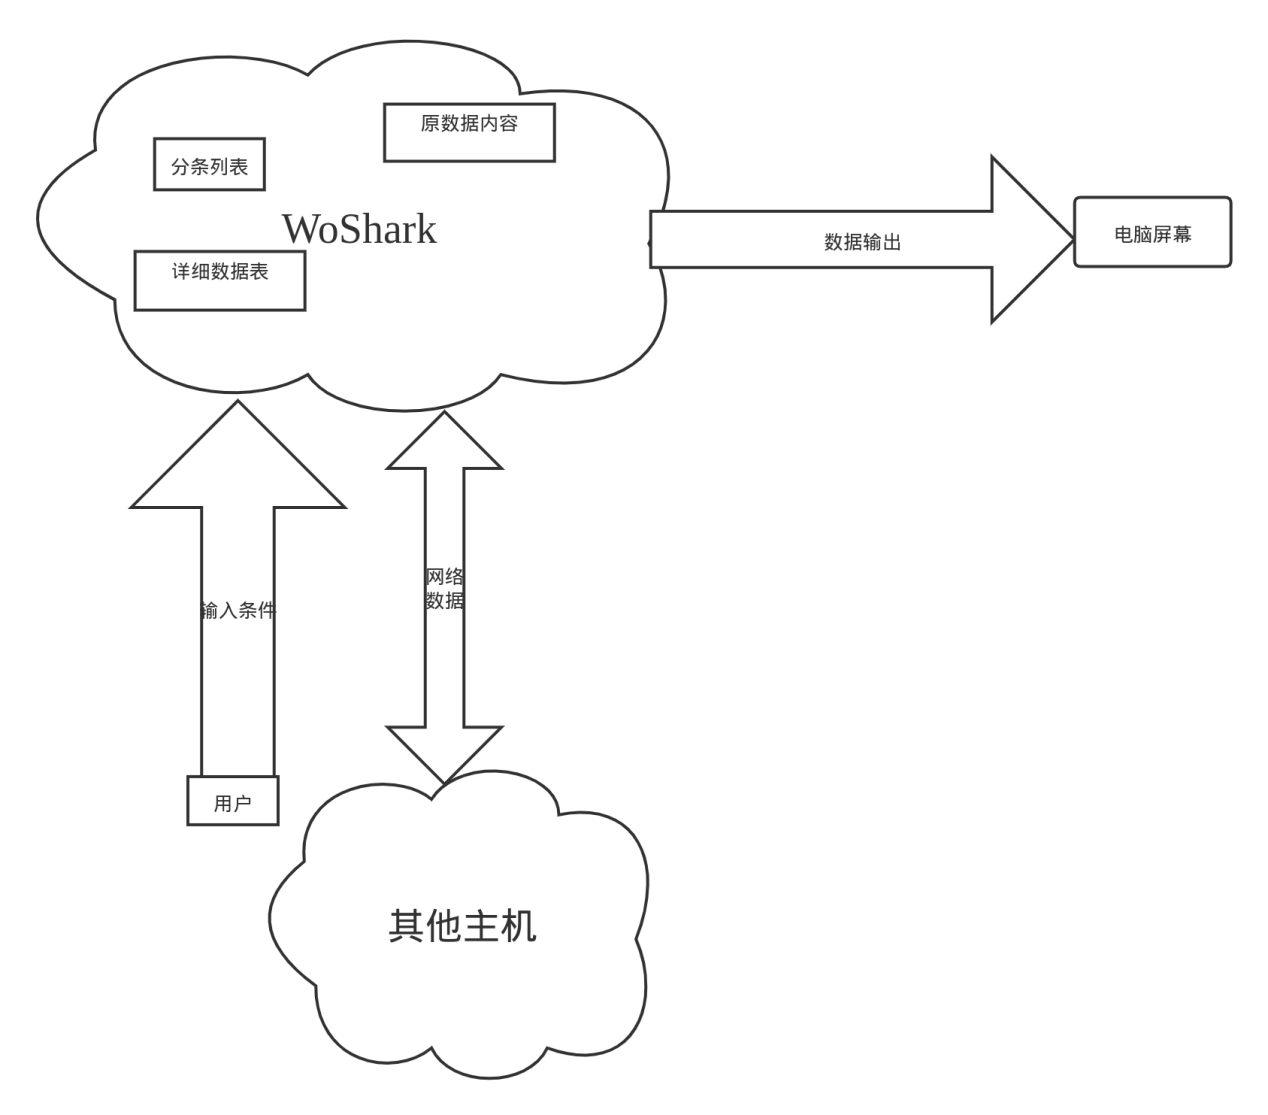 原数据内容
分条列表
WoShark
详细数据表
数据输出
电脑屏幕
网络
数据
输入条件
用户
其他主机